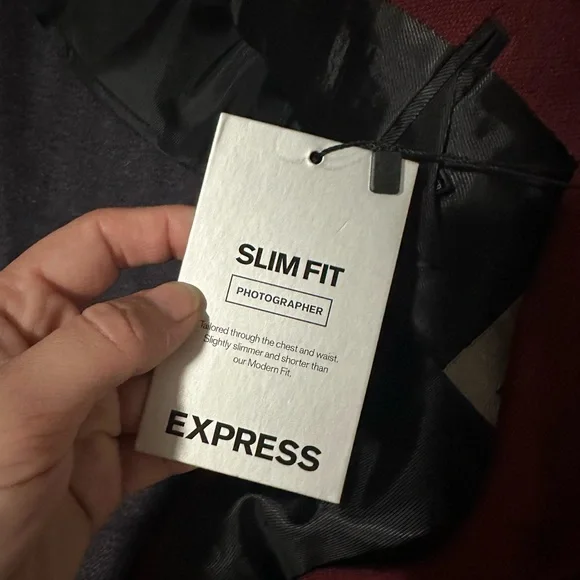 SLIM FIT
PHOTOGRAPHER
Tailored through the chest and waist.
Slightly slimmer and shorter than
our Modern Fit.
EXPRESS